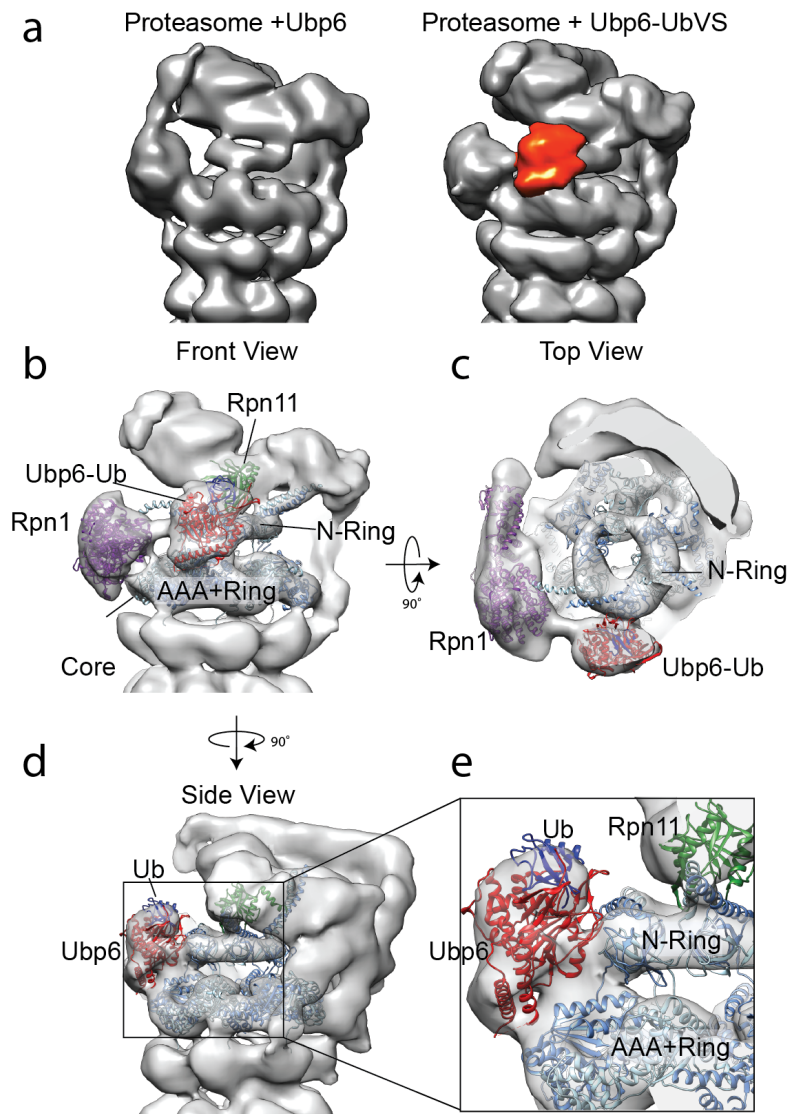 a
Proteasome +Ubp6
Proteasome + Ubp6-UbVS
b
Front View
Rpn11
Ubp6-Ub
Rpn1
N-Ring
AAA+Ring
Core
90°
c
Top View
N-Ring
Rpn1
Ubp6-Ub
90°
d
Side View
Ub
Ubp6
e
Ub
Rpn11
Ubp6
N-Ring
AAA+Ring